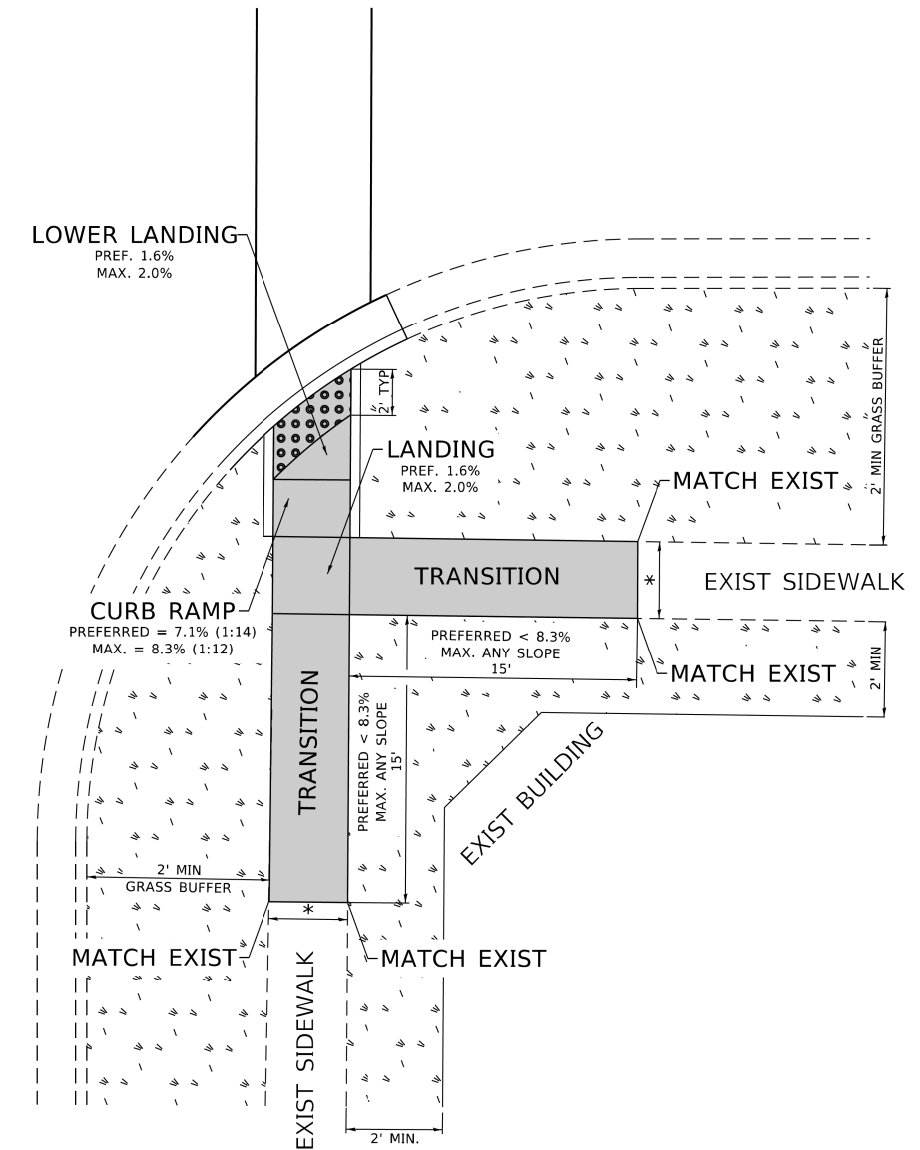 LOWER LANDING
PREF. 1.6%
MAX. 2.0%
2' TYP
LANDING
PREF. 1.6%
MAX. 2.0%
2' MIN GRASS BUFFER
MATCH EXIST
TRANSITION
*
EXIST SIDEWALK
CURB RAMP
PREFERRED = 7.1% (1:14)
MAX. = 8.3% (1:12)
PREFERRED < 8.3%
MAX. ANY SLOPE
15'
MATCH EXIST
2' MIN
TRANSITION
PREFERRED < 8.3%
MAX. ANY SLOPE
15'
EXIST BUILDING
2' MIN
GRASS BUFFER
*
MATCH EXIST
MATCH EXIST
EXIST SIDEWALK
2' MIN.